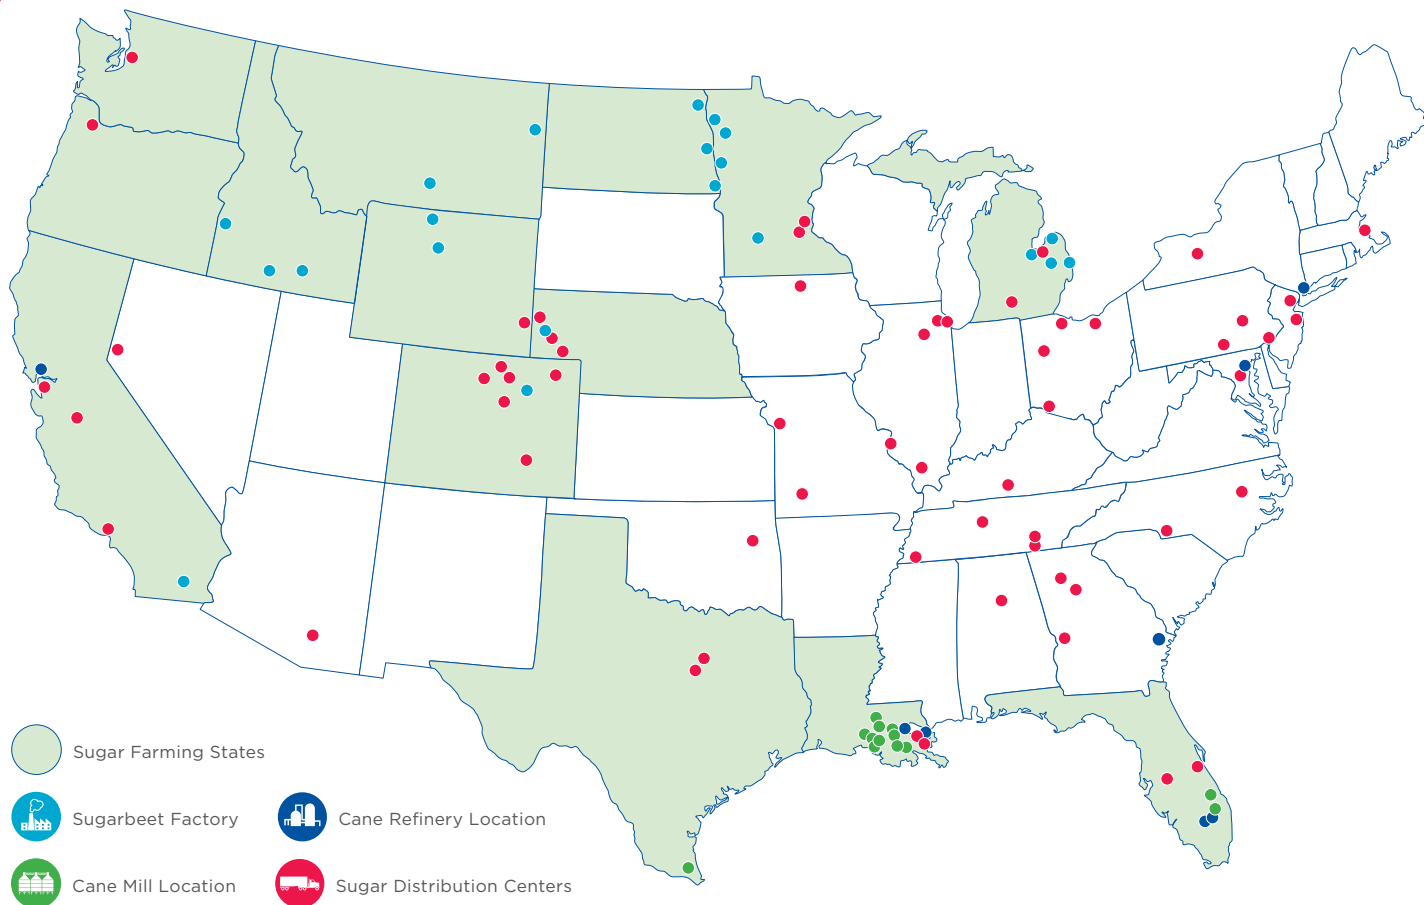 Sugar Farming States
Sugarbeet Factory
Cane Refinery Location
Cane Mill Location
Sugar Distribution Centers